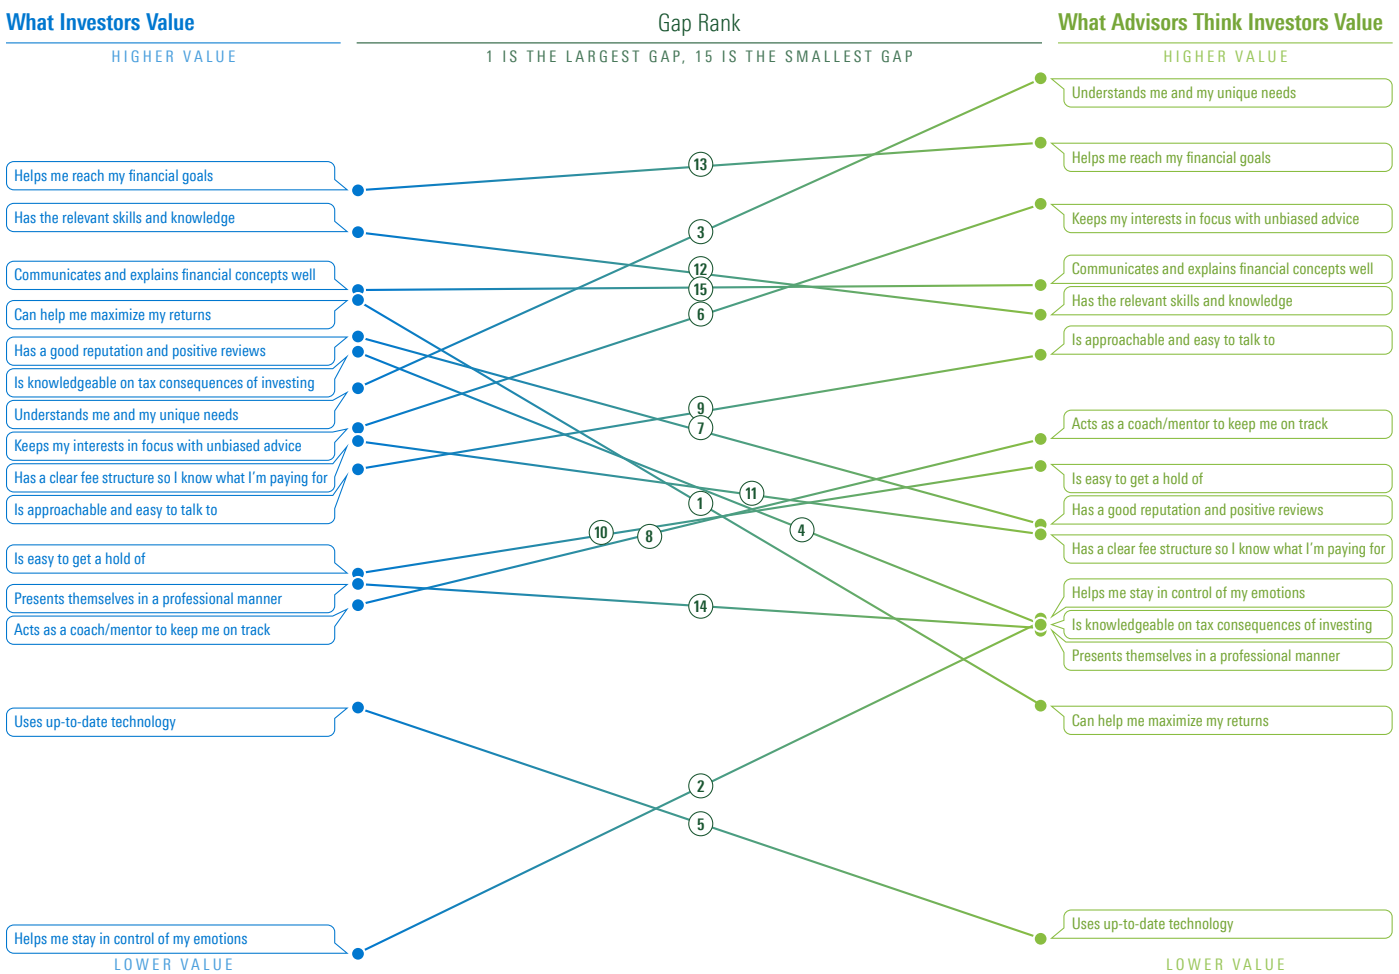 What Investors Value
Gap Rank
What Advisors Think Investors Value
HIGHER VALUE
1 IS THE LARGEST GAP, 15 IS THE SMALLEST GAP
HIGHER VALUE
Helps me reach my financial goals
Has the relevant skills and knowledge
Communicates and explains financial concepts well
Can help me maximize my returns
Has a good reputation and positive reviews
Is knowledgeable on tax consequences of investing
Understands me and my unique needs
Keeps my interests in focus with unbiased advice
Has a clear fee structure so I know what I'm paying for
Is approachable and easy to talk to
Is easy to get a hold of
Presents themselves in a professional manner
Acts as a coach/mentor to keep me on track
Uses up-to-date technology
Helps me stay in control of my emotions
LOWER VALUE
13
3
12
15
6
9
7
11
1
4
10
8
14
2
5
Understands me and my unique needs
Helps me reach my financial goals
Keeps my interests in focus with unbiased advice
Communicates and explains financial concepts well
Has the relevant skills and knowledge
Is approachable and easy to talk to
Acts as a coach/mentor to keep me on track
Is easy to get a hold of
Has a good reputation and positive reviews
Has a clear fee structure so I know what I'm paying for
Helps me stay in control of my emotions
Is knowledgeable on tax consequences of investing
Presents themselves in a professional manner
Can help me maximize my returns
Uses up-to-date technology
LOWER VALUE